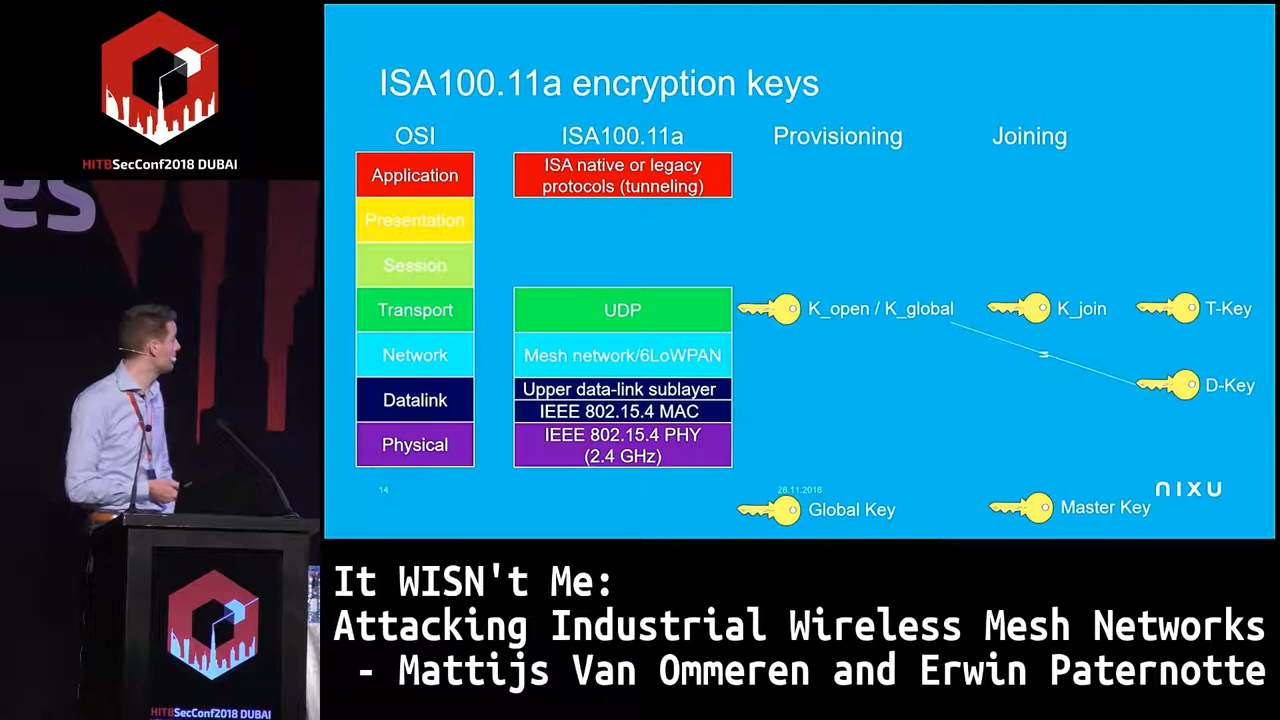 HITBSecConf2018 DUBAI
es
ISA100.11a encryption keys
OSI
ISA100.11a
Provisioning
Joining
Application
ISA native or legacy
protocols (tunneling)
Presentation
Session
Transport
UDP
K_open / K_global
K_join
T-Key
Network
Mesh network/6LoWPAN
=
Datalink
Upper data-link sublayer
IEEE 802.15.4 MAC
D-Key
Physical
IEEE 802.15.4 PHY
(2.4 GHz)
14
28.11.2018
NIXU
Global Key
Master Key
It WISN't Me:
Attacking Industrial Wireless Mesh Networks
- Mattijs Van Ommeren and Erwin Paternotte
HITBSecConf2018 DUBAI